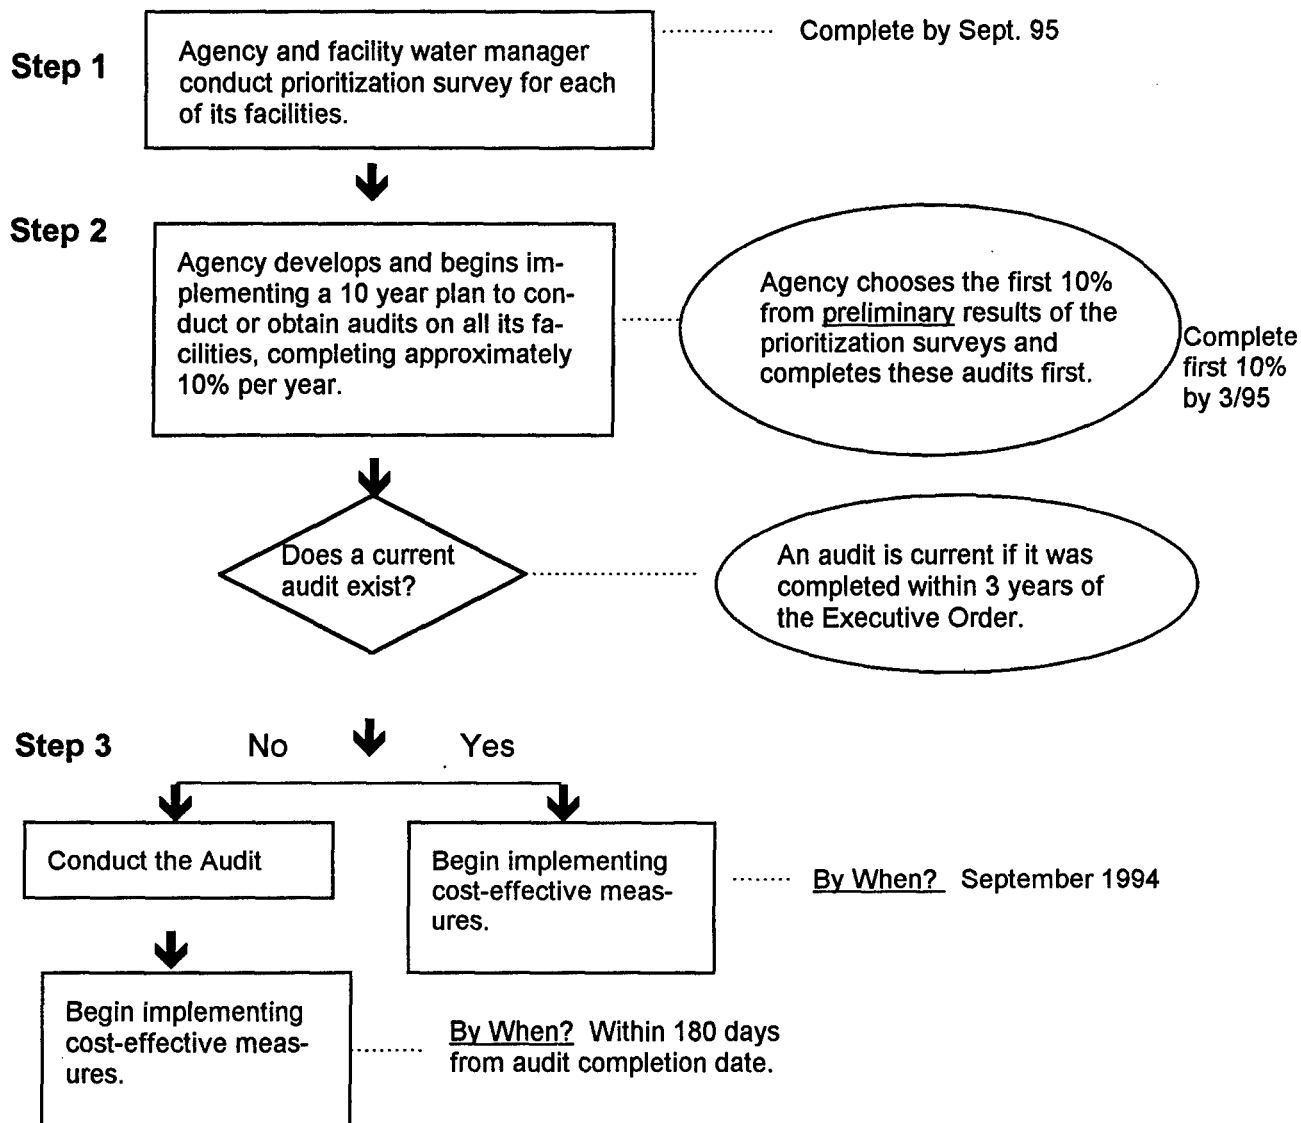 Step 1
Agency and facility water manager
conduct prioritization survey for each
of its facilities.
Complete by Sept. 95
Step 2
Agency develops and begins im-
plementing a 10 year plan to con-
duct or obtain audits on all its fa-
cilities, completing approximately
10% per year.
Agency chooses the first 10%
from preliminary results of the
prioritization surveys and
completes these audits first.
Complete
first 10%
by 3/95
Does a current
audit exist?
An audit is current if it was
completed within 3 years of
the Executive Order.
Step 3
No
Yes
Conduct the Audit
Begin implementing
cost-effective meas-
ures.
By When? September 1994
Begin implementing
cost-effective meas-
ures.
By When? Within 180 days
from audit completion date.